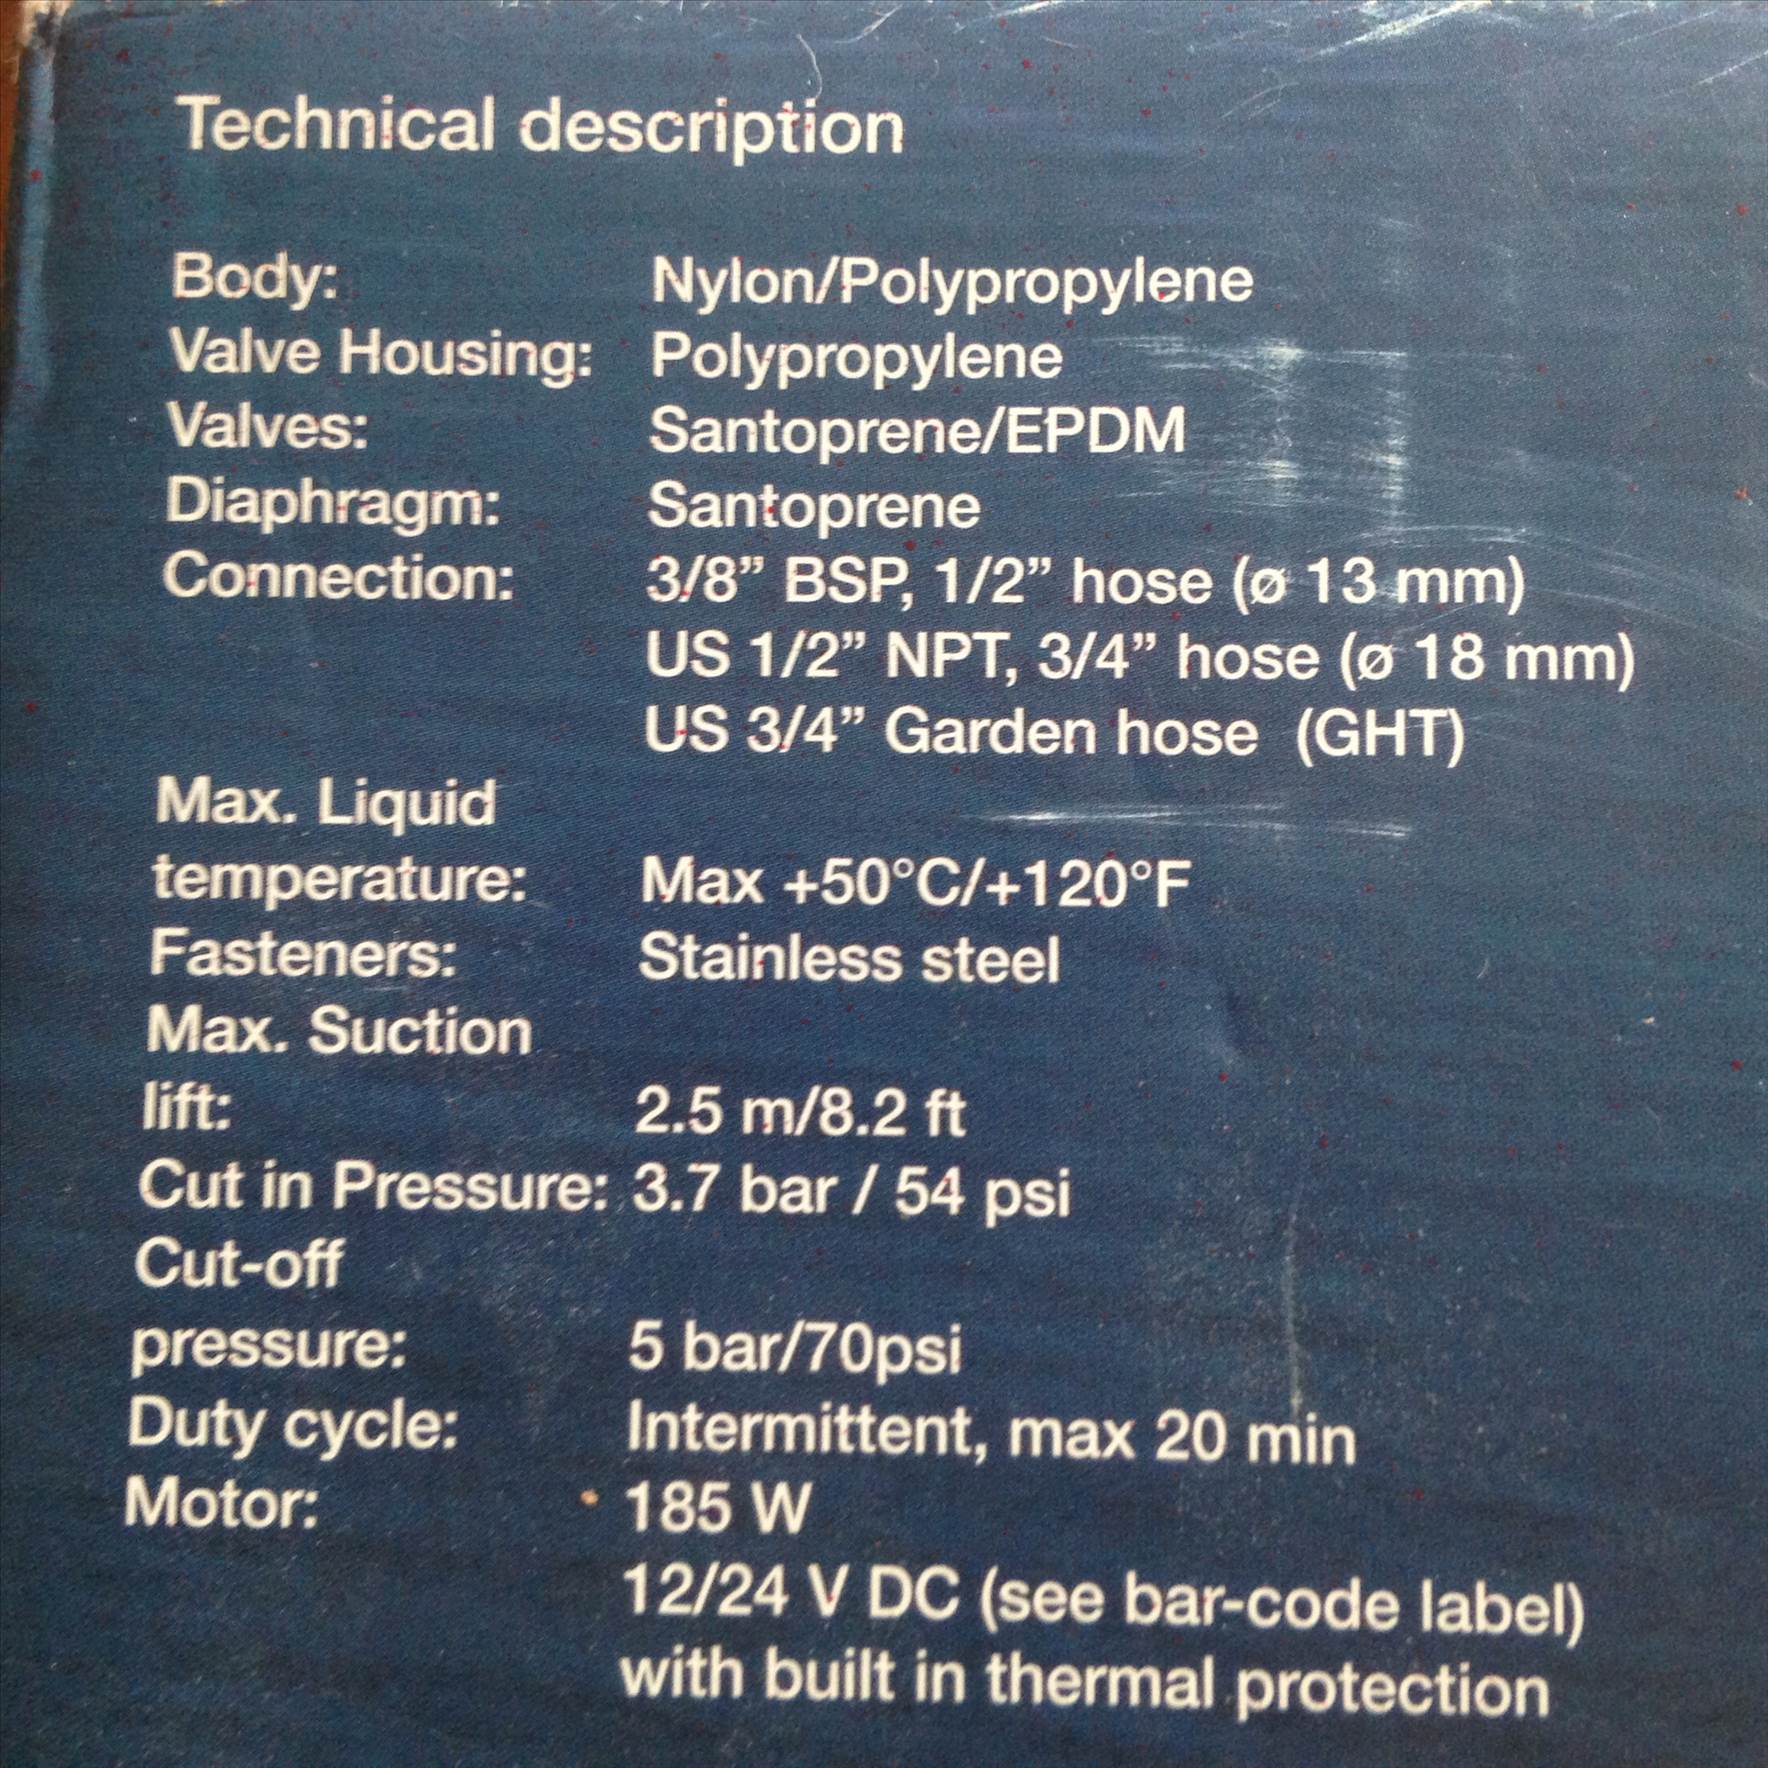 Technical description
Body: Nylon/Polypropylene
Valve Housing: Polypropylene
Valves: Santoprene/EPDM
Diaphragm: Santoprene
Connection: 3/8” BSP, 1/2” hose (ø 13 mm)
US 1/2” NPT, 3/4” hose (ø 18 mm)
US 3/4” Garden hose (GHT)
Max. Liquid
temperature: Max +50°C/+120°F
Fasteners: Stainless steel
Max. Suction
lift: 2.5 m/8.2 ft
Cut in Pressure: 3.7 bar / 54 psi
Cut-off
pressure: 5 bar/70psi
Duty cycle: Intermittent, max 20 min
Motor: 185 W
12/24 V DC (see bar-code label)
with built in thermal protection